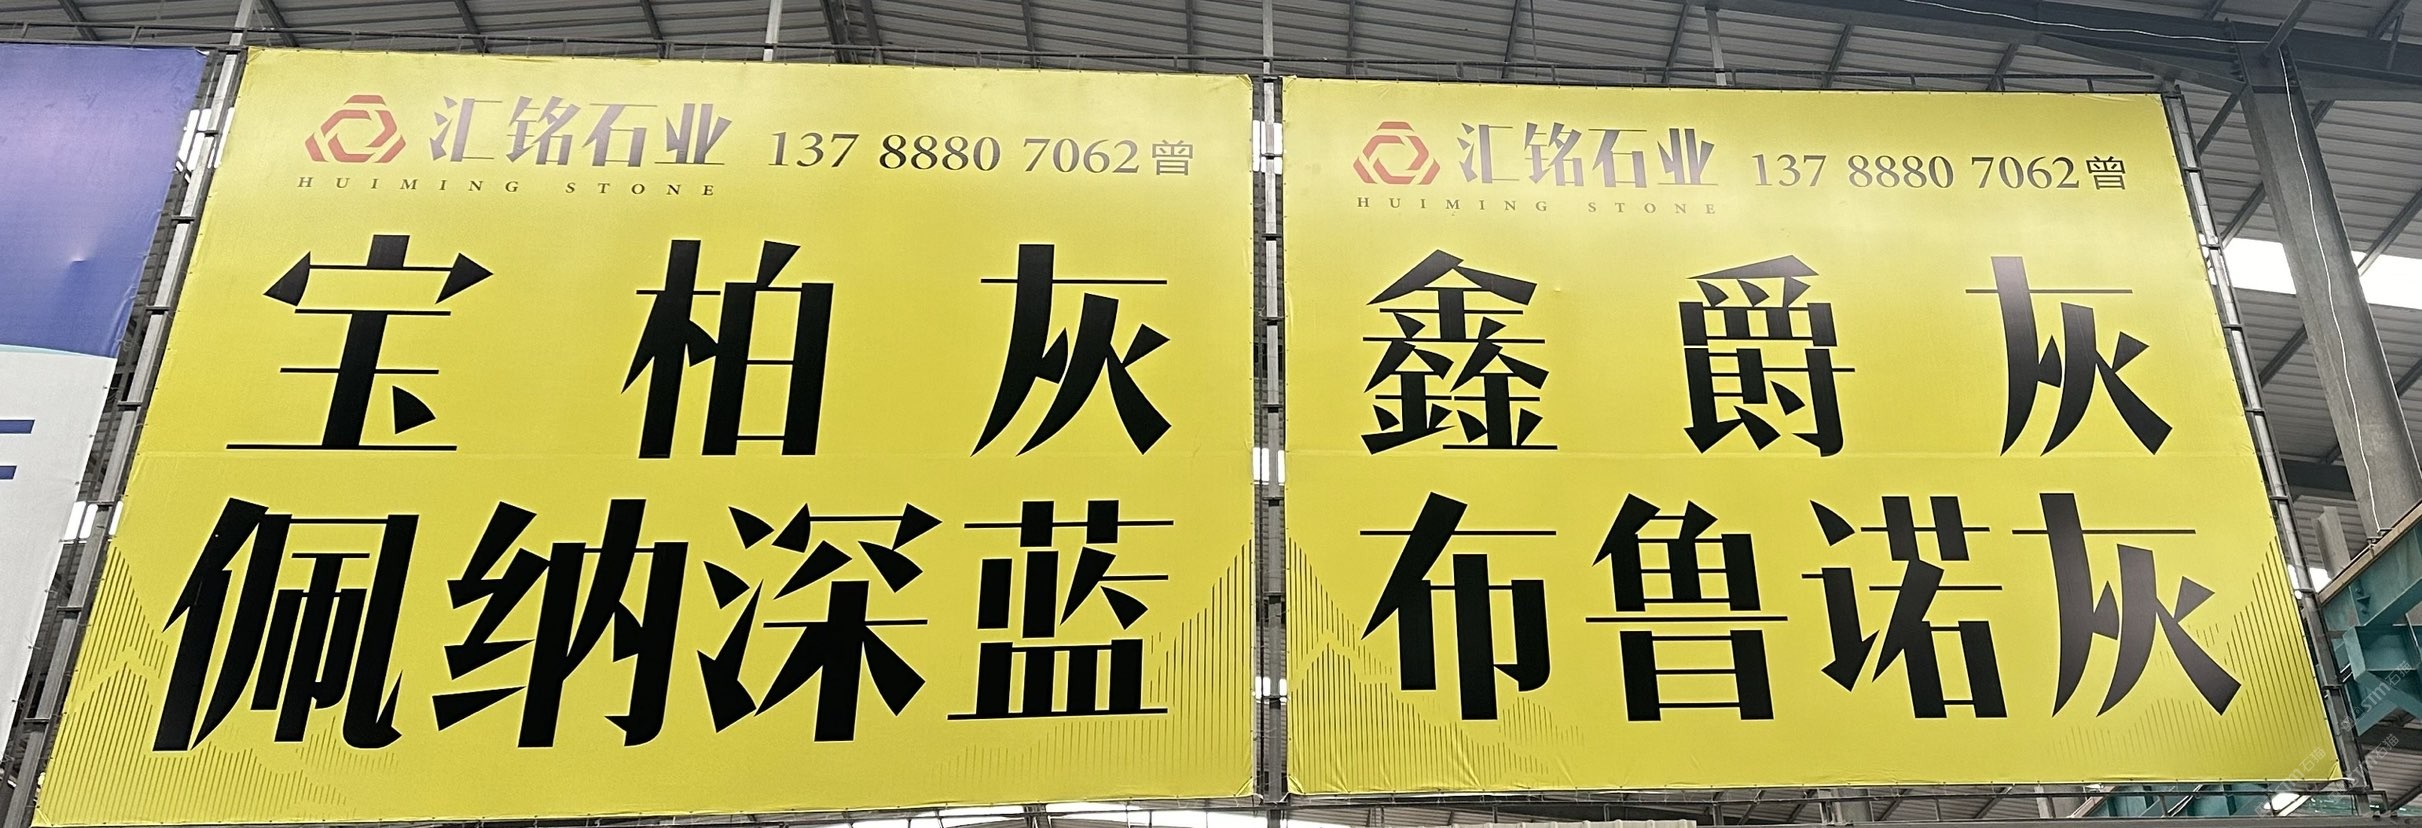 汇铭石业 137 8880 7062曾
HUIMING STONE
宝柏灰
佩纳深蓝
汇铭石业 137 8880 7062曾
HUIMING STONE
鑫爵灰
布鲁诺灰